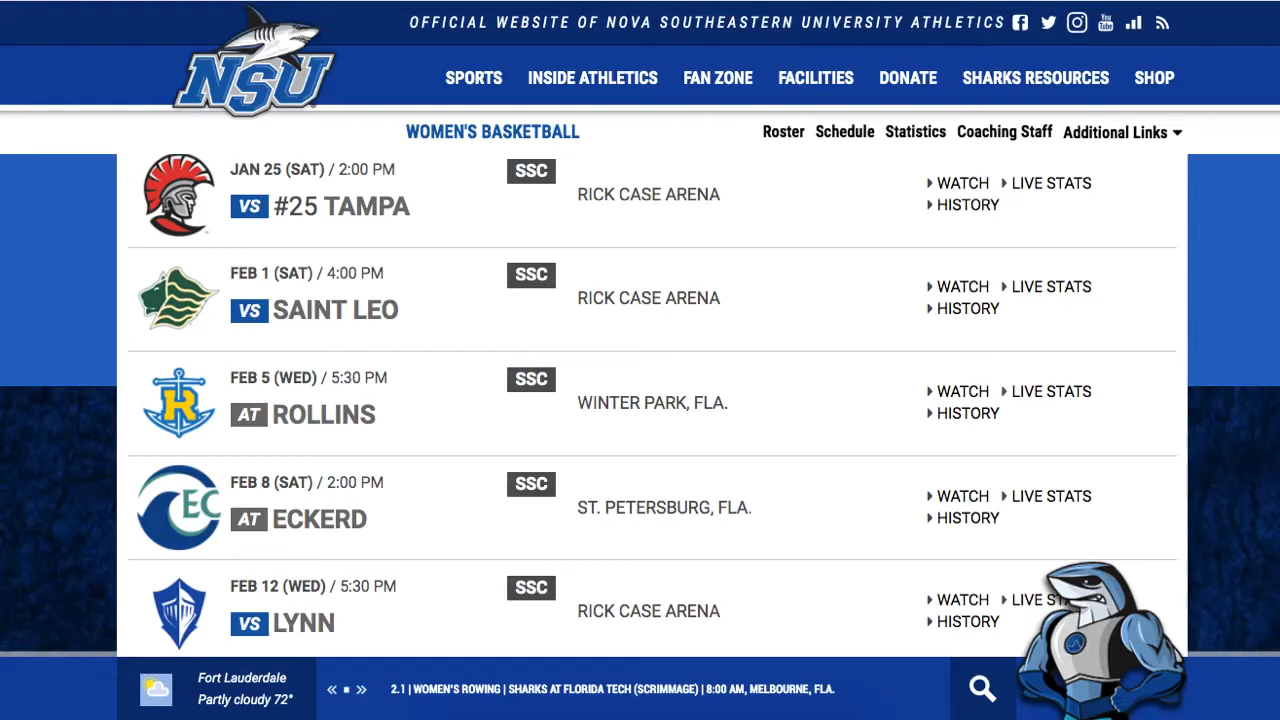 OFFICIAL WEBSITE OF NOVA SOUTHEASTERN UNIVERSITY ATHLETICS
NSU
SPORTS INSIDE ATHLETICS FAN ZONE FACILITIES DONATE SHARKS RESOURCES SHOP
WOMEN'S BASKETBALL Roster Schedule Statistics Coaching Staff Additional Links
JAN 25 (SAT) / 2:00 PM SSC
VS #25 TAMPA RICK CASE ARENA
WATCH LIVE STATS
HISTORY
FEB 1 (SAT) / 4:00 PM SSC
VS SAINT LEO RICK CASE ARENA
WATCH LIVE STATS
HISTORY
FEB 5 (WED) / 5:30 PM SSC
R AT ROLLINS WINTER PARK, FLA.
WATCH LIVE STATS
HISTORY
FEB 8 (SAT) / 2:00 PM SSC
EC AT ECKERD ST. PETERSBURG, FLA.
WATCH LIVE STATS
HISTORY
FEB 12 (WED) / 5:30 PM SSC
VS LYNN RICK CASE ARENA
WATCH LIVE
HISTORY
Fort Lauderdale
Partly cloudy 72°
2.1 | WOMEN'S ROWING | SHARKS AT FLORIDA TECH (SCRIMMAGE) | 8:00 AM, MELBOURNE, FLA.